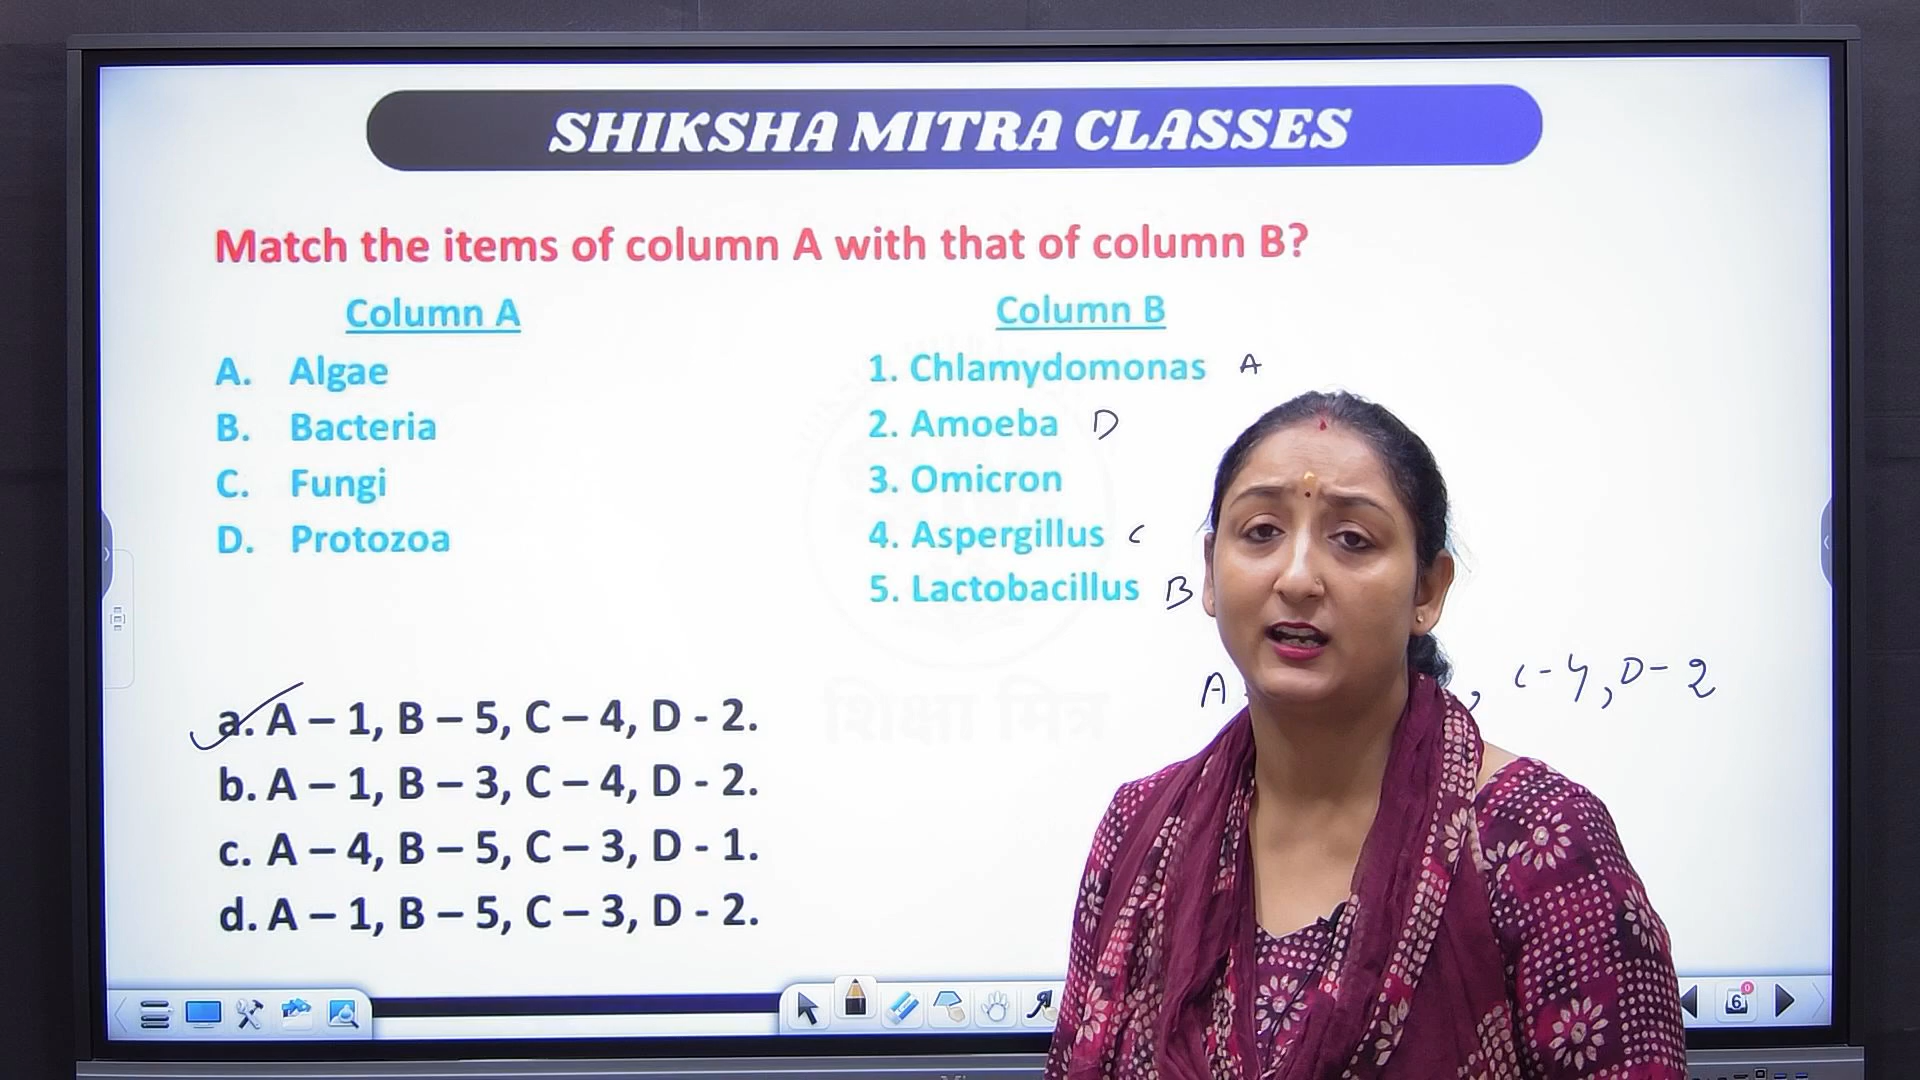 SHIKSHA MITRA CLASSES
Match the items of column A with that of column B?
Column A
Column B
A. Algae
1. Chlamydomonas A
B. Bacteria
2. Amoeba D
C. Fungi
3. Omicron
D. Protozoa
4. Aspergillus C
5. Lactobacillus B
A , C-4, D-2
a. A – 1, B – 5, C – 4, D - 2.
शिक्षा मित्र
b. A – 1, B – 3, C – 4, D - 2.
c. A – 4, B – 5, C – 3, D - 1.
d. A – 1, B – 5, C – 3, D - 2.
6
0